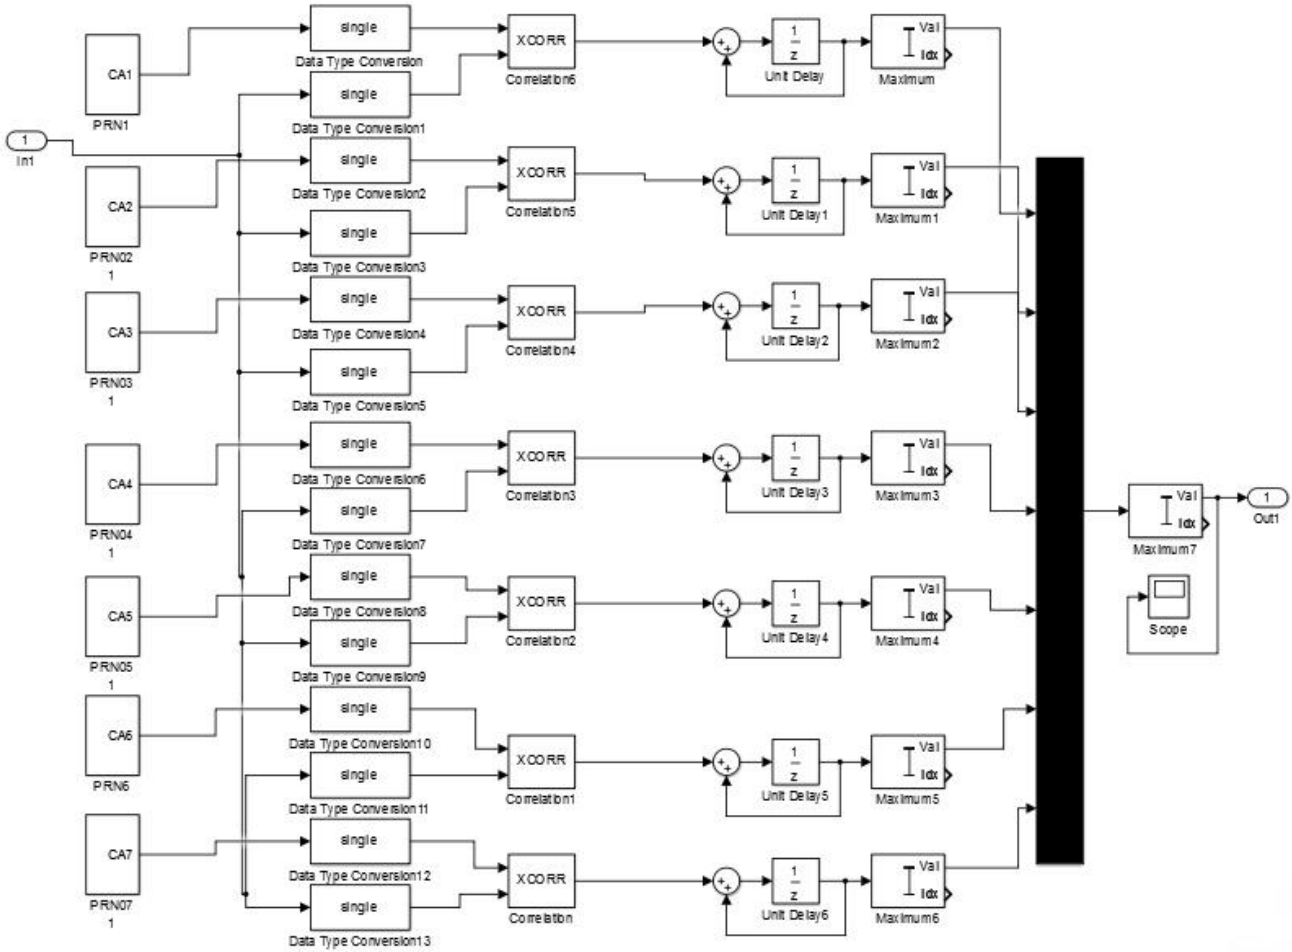 CA1
PRN1
single
Data Type Conversion
XCORR
Correlation6
1
z
Unit Delay
Val
Idx
Maximum
single
Data Type Conversion1
1
In1
CA2
PRN02
1
single
Data Type Conversion2
XCORR
Correlation5
1
z
Unit Delay1
Val
Idx
Maximum1
single
Data Type Conversion3
CA3
PRN03
1
single
Data Type Conversion4
XCORR
Correlation4
1
z
Unit Delay2
Val
Idx
Maximum2
single
Data Type Conversion5
CA4
PRN04
1
single
Data Type Conversion6
XCORR
Correlation3
1
z
Unit Delay3
Val
Idx
Maximum3
single
Data Type Conversion7
Val
Idx
Maximum7
1
Out1
Scope
CA5
PRN05
1
single
Data Type Conversion8
XCORR
Correlation2
1
z
Unit Delay4
Val
Idx
Maximum4
single
Data Type Conversion9
CA6
PRN6
single
Data Type Conversion10
XCORR
Correlation1
1
z
Unit Delay5
Val
Idx
Maximum5
single
Data Type Conversion11
CA7
PRN07
1
single
Data Type Conversion12
XCORR
Correlation
1
z
Unit Delay6
Val
Idx
Maximum6
single
Data Type Conversion13